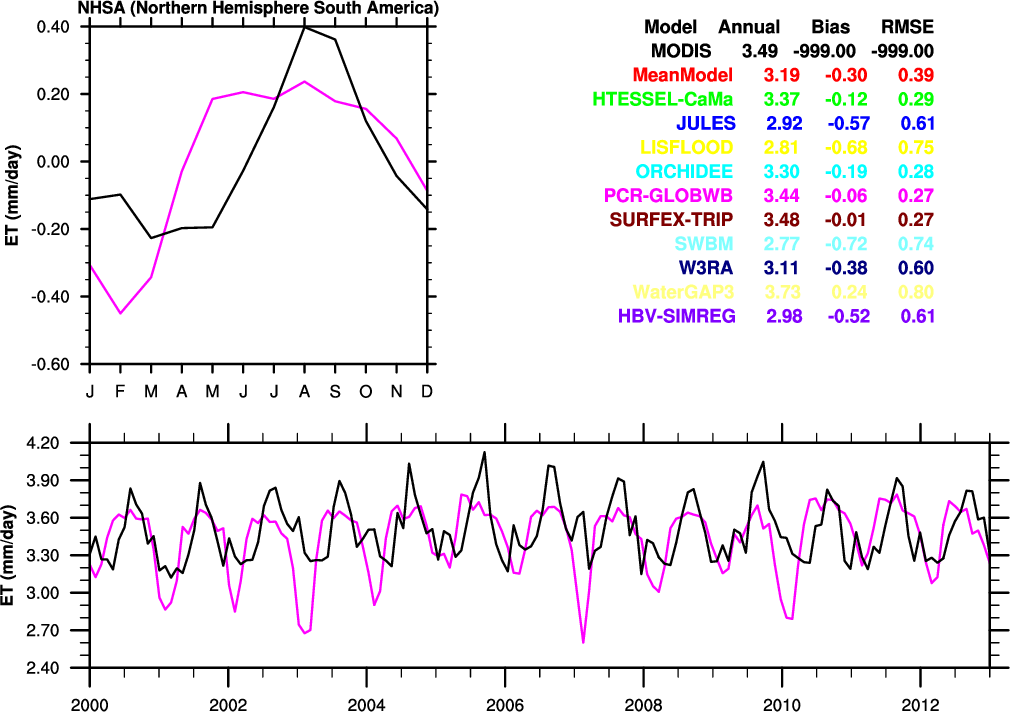 NHSA (Northern Hemisphere South America)
0.40
0.20
0.00
-0.20
-0.40
-0.60
ET (mm/day)
J F M A M J J A S O N D
Model Annual Bias RMSE
MODIS 3.49 -999.00 -999.00
MeanModel 3.19 -0.30 0.39
HTESSEL-CaMa 3.37 -0.12 0.29
JULES 2.92 -0.57 0.61
LISFLOOD 2.81 -0.68 0.75
ORCHIDEE 3.30 -0.19 0.28
PCR-GLOBWB 3.44 -0.06 0.27
SURFEX-TRIP 3.48 -0.01 0.27
SWBM 2.77 -0.72 0.74
W3RA 3.11 -0.38 0.60
WaterGAP3 3.73 0.24 0.80
HBV-SIMREG 2.98 -0.52 0.61
4.20
3.90
3.60
3.30
3.00
2.70
2.40
ET (mm/day)
2000 2002 2004 2006 2008 2010 2012